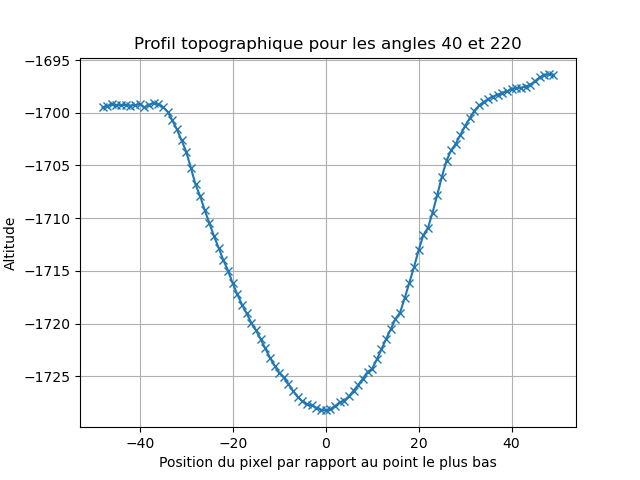 Profil topographique pour les angles 40 et 220
−1695
−1700
−1705
−1710
−1715
−1720
−1725
Altitude
−40 −20 0 20 40
Position du pixel par rapport au point le plus bas